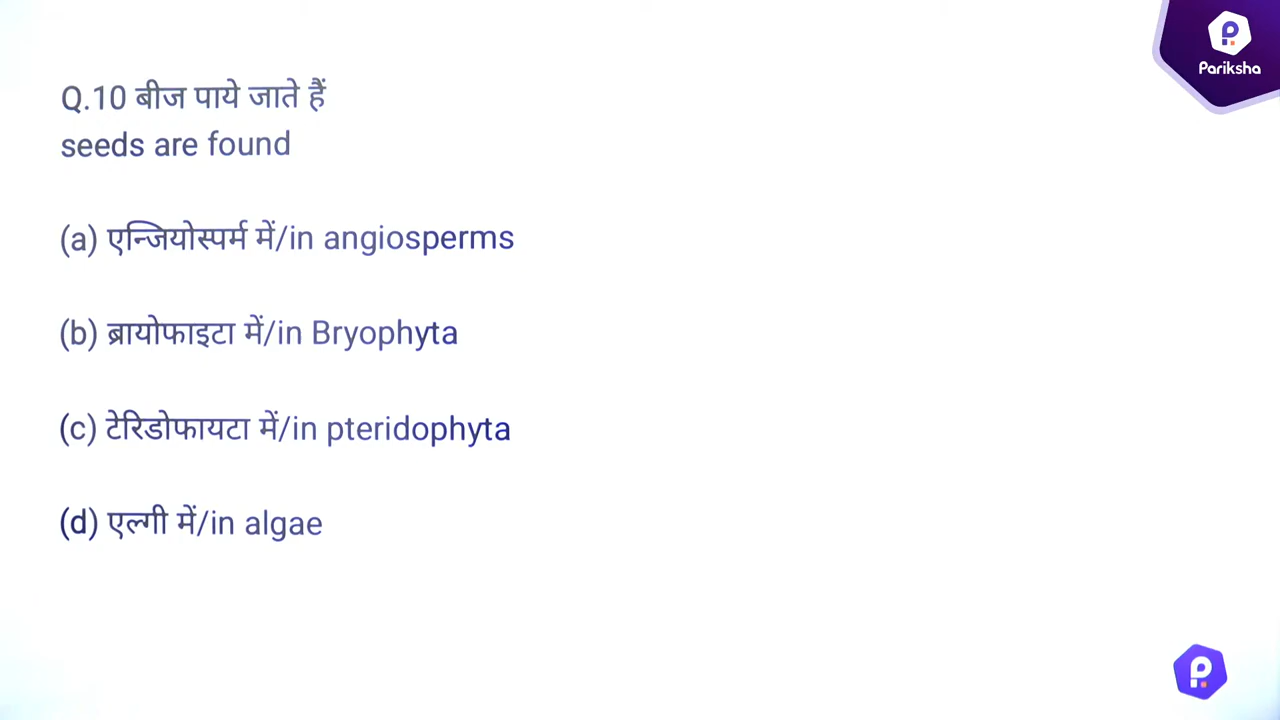 Pariksha
Q.10 बीज पाये जाते हैं
seeds are found
(a) एन्जियोस्पर्म में/in angiosperms
(b) ब्रायोफाइटा में/in Bryophyta
(c) टेरिडोफायटा में/in pteridophyta
(d) एल्गी में/in algae